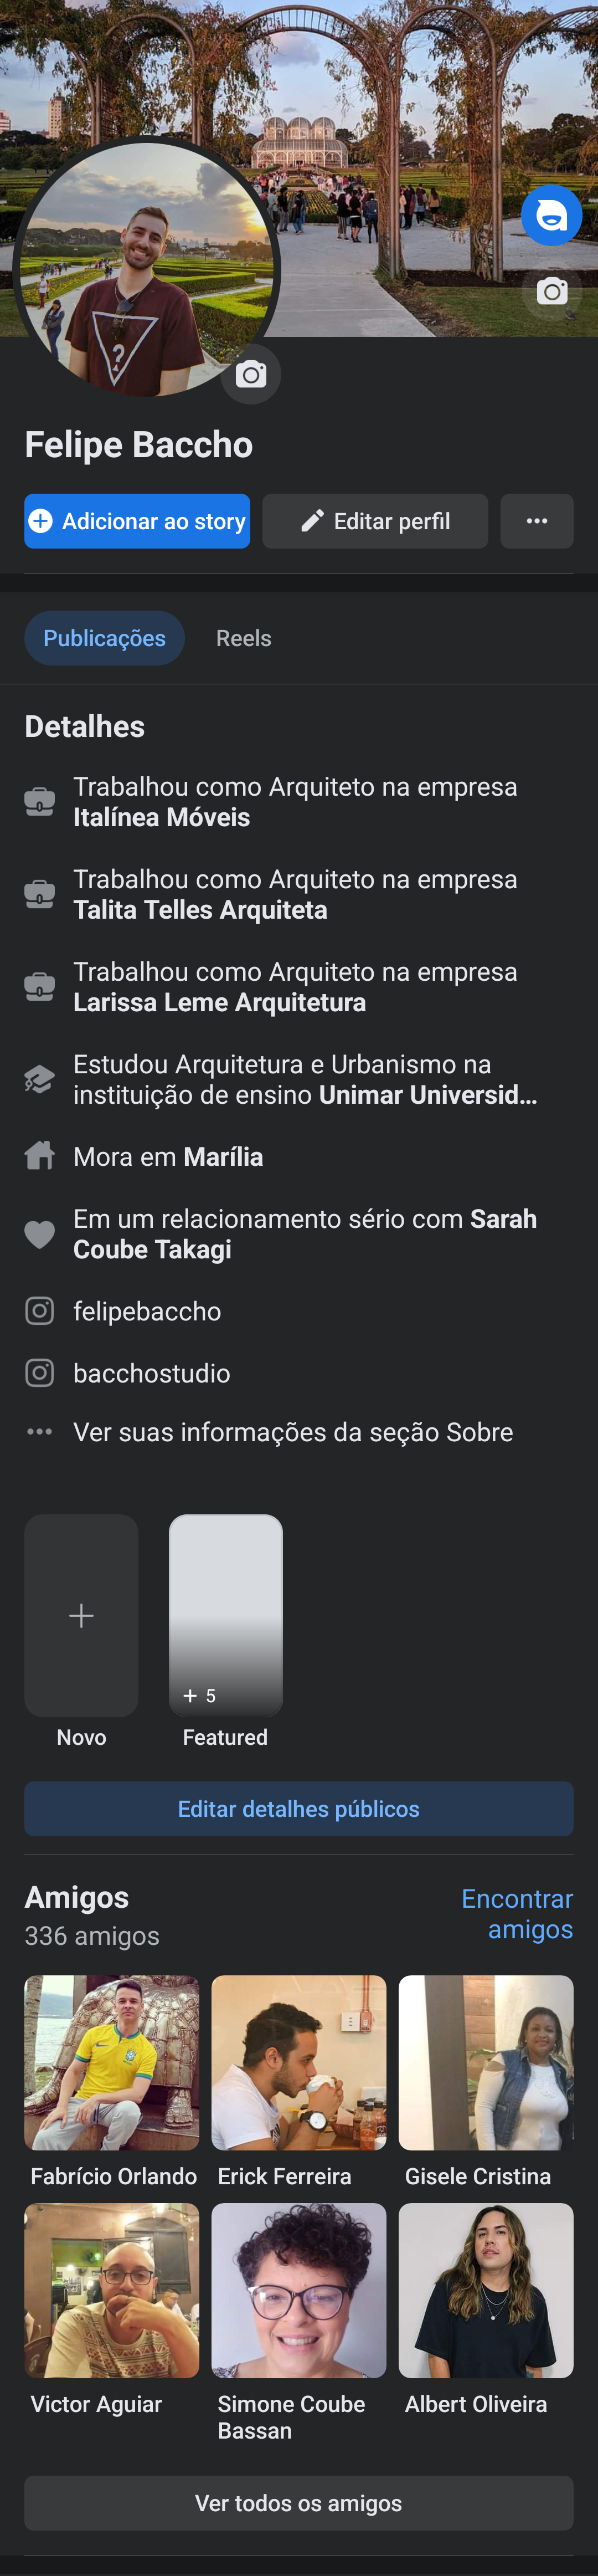 ?
Felipe Baccho
Adicionar ao story
Editar perfil
Publicações
Reels
Detalhes
Trabalhou como Arquiteto na empresa
Italínea Móveis
Trabalhou como Arquiteto na empresa
Talita Telles Arquiteta
Trabalhou como Arquiteto na empresa
Larissa Leme Arquitetura
Estudou Arquitetura e Urbanismo na
instituição de ensino Unimar Universid...
Mora em Marília
Em um relacionamento sério com Sarah
Coube Takagi
felipebaccho
bacchostudio
Ver suas informações da seção Sobre
+ 5
Novo
Featured
Editar detalhes públicos
Amigos
Encontrar
amigos
336 amigos
Fabrício Orlando
Erick Ferreira
Gisele Cristina
Victor Aguiar
Simone Coube
Bassan
Albert Oliveira
Ver todos os amigos